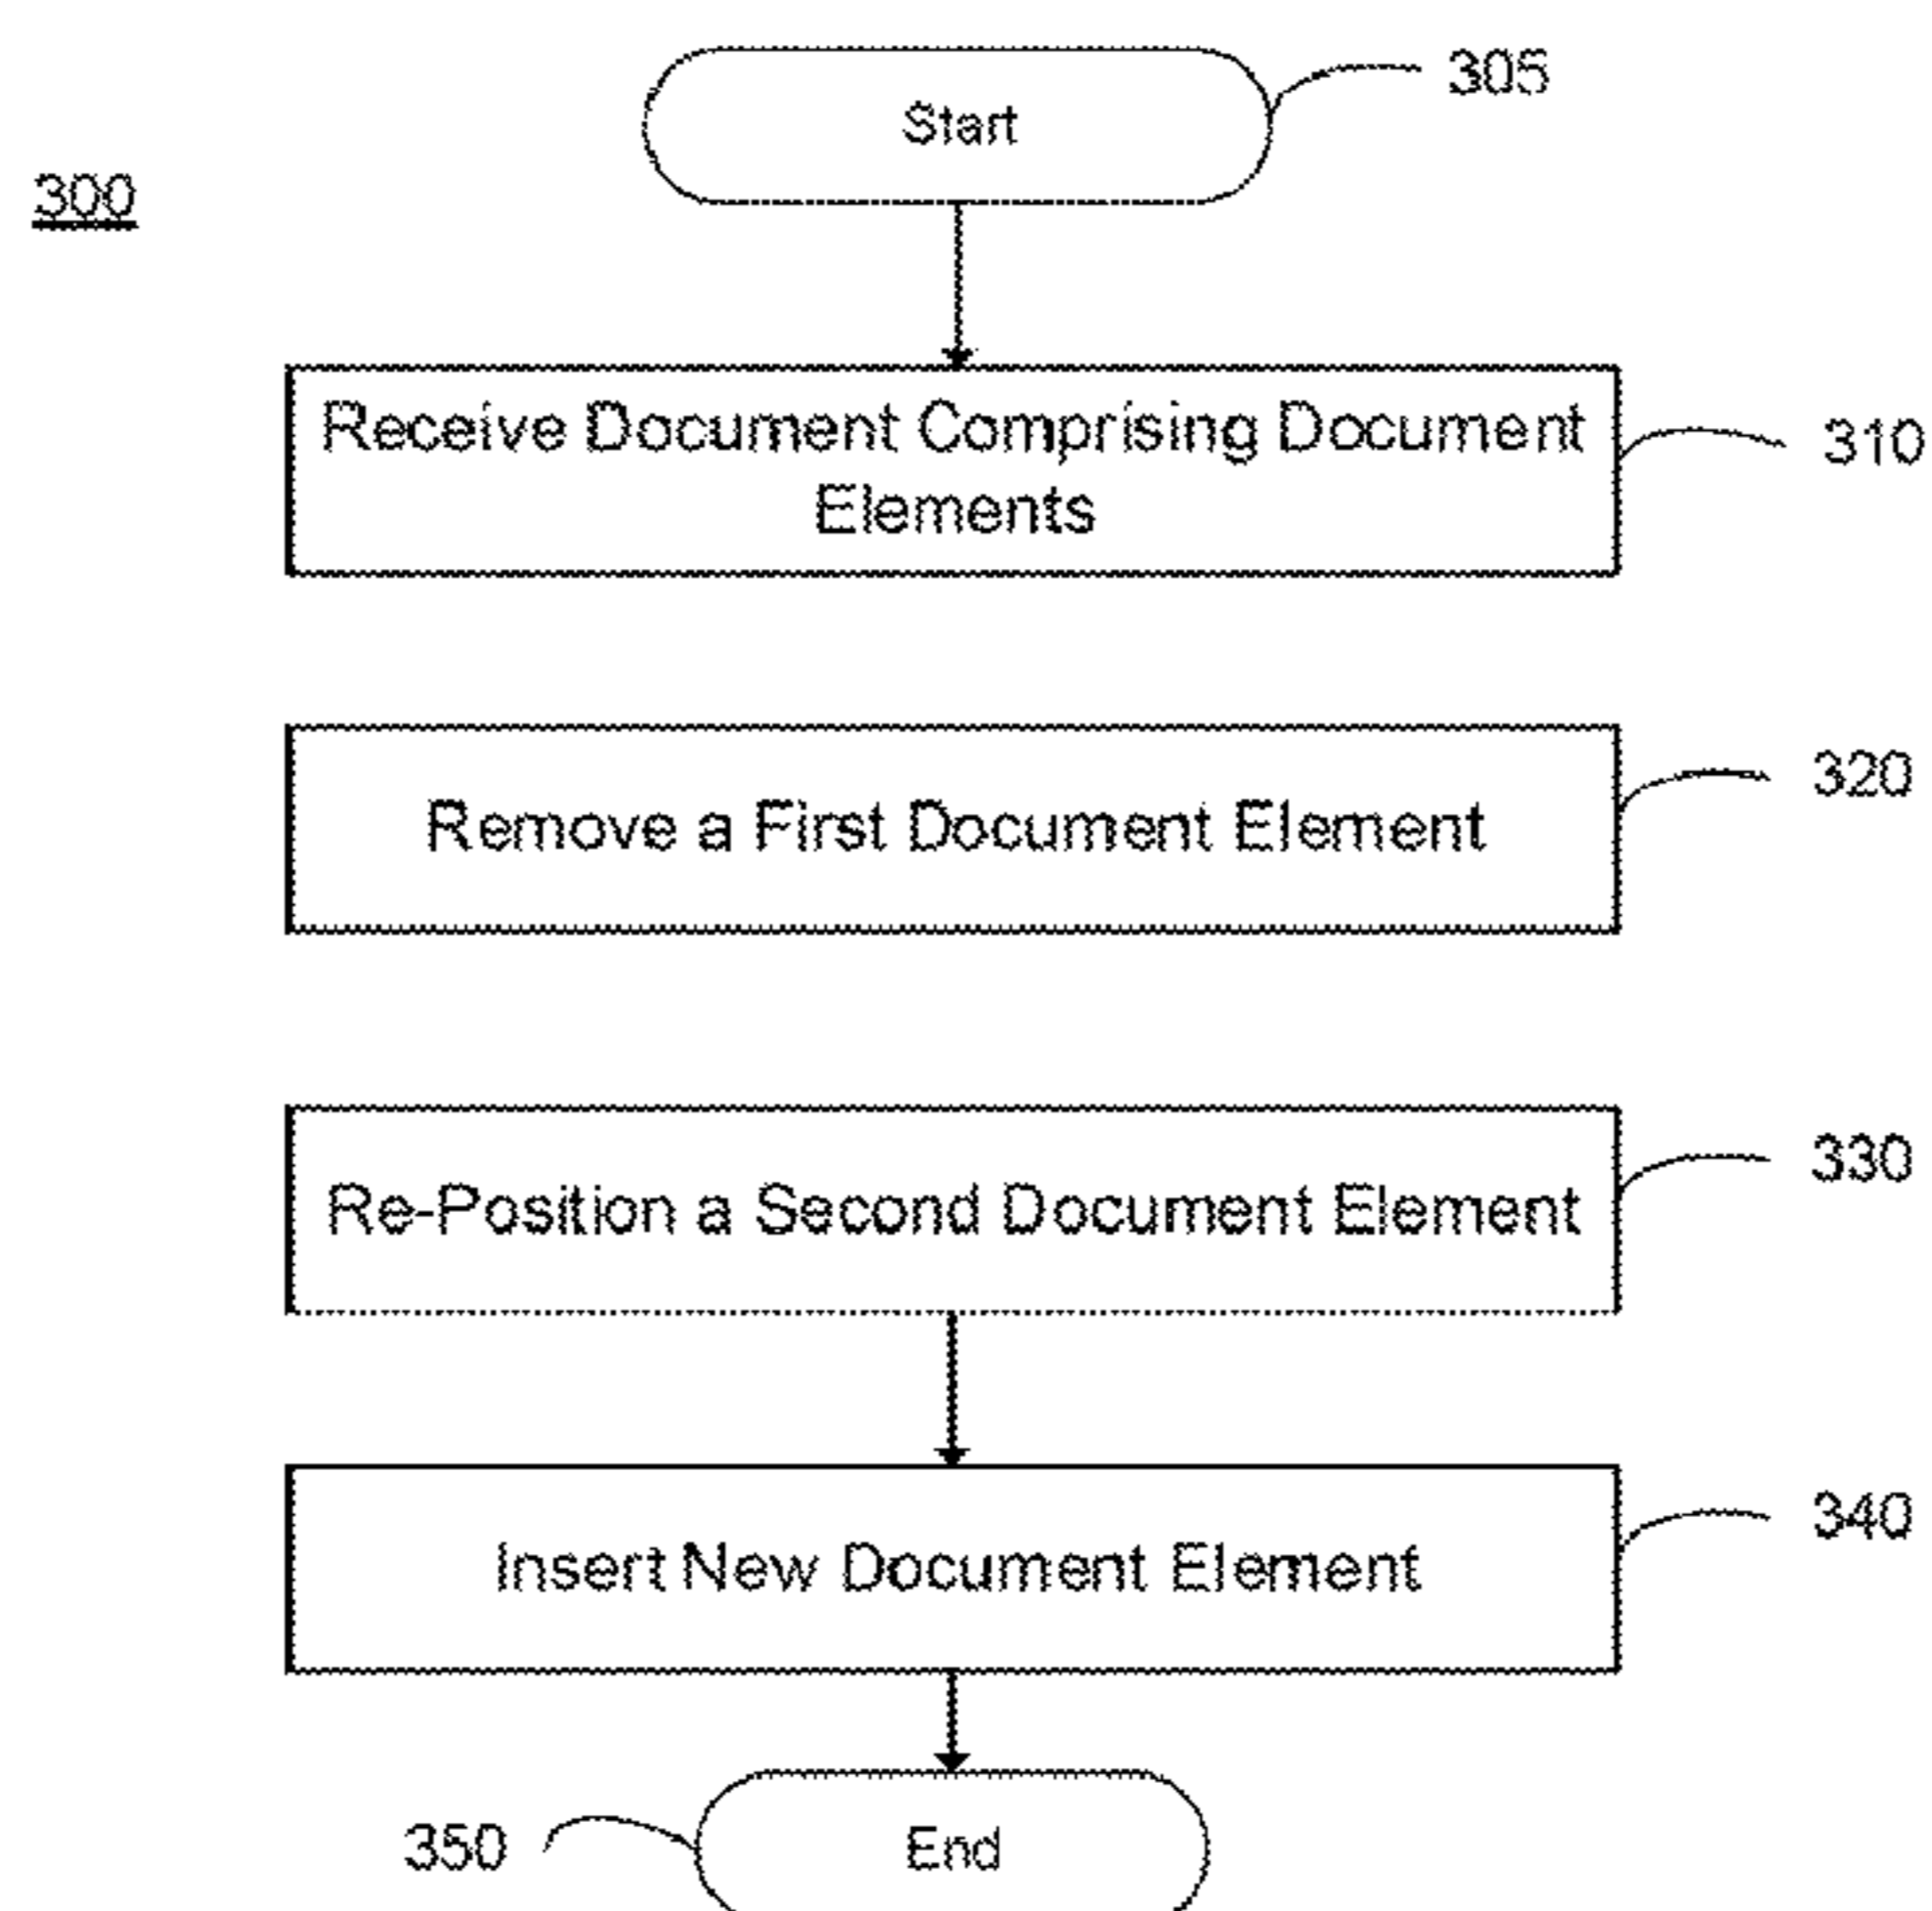 Start
305
300
Receive Document Comprising Document
Elements
310
Remove a First Document Element
320
Re-Position a Second Document Element
330
Insert New Document Element
340
350
End